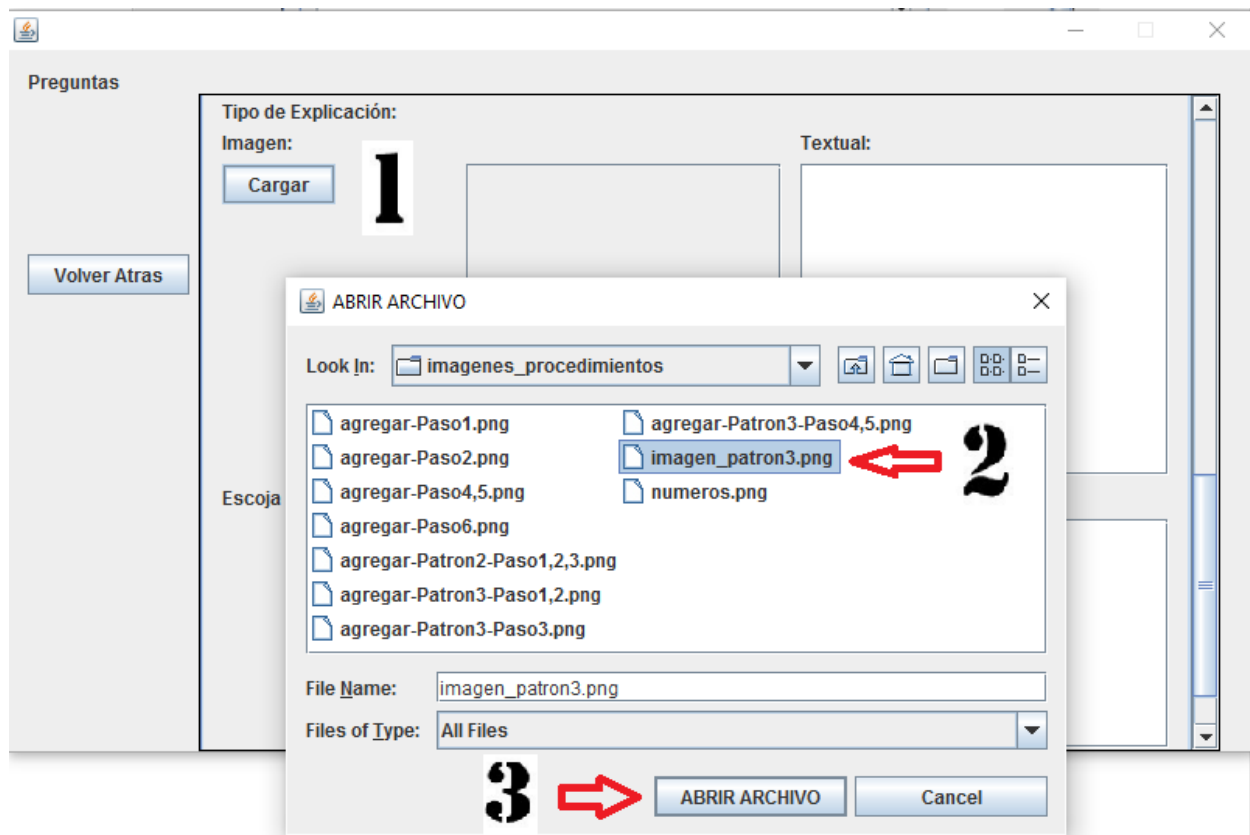 Preguntas
Tipo de Explicación:
Imagen:
Textual:
Cargar
1
Volver Atras
ABRIR ARCHIVO
Look In:
imagenes_procedimientos
agregar-Paso1.png
agregar-Paso2.png
agregar-Paso4,5.png
agregar-Paso6.png
agregar-Patron2-Paso1,2,3.png
agregar-Patron3-Paso1,2.png
agregar-Patron3-Paso3.png
agregar-Patron3-Paso4,5.png
imagen_patron3.png
numeros.png
2
Escoja
File Name:
imagen_patron3.png
Files of Type:
All Files
3
ABRIR ARCHIVO
Cancel